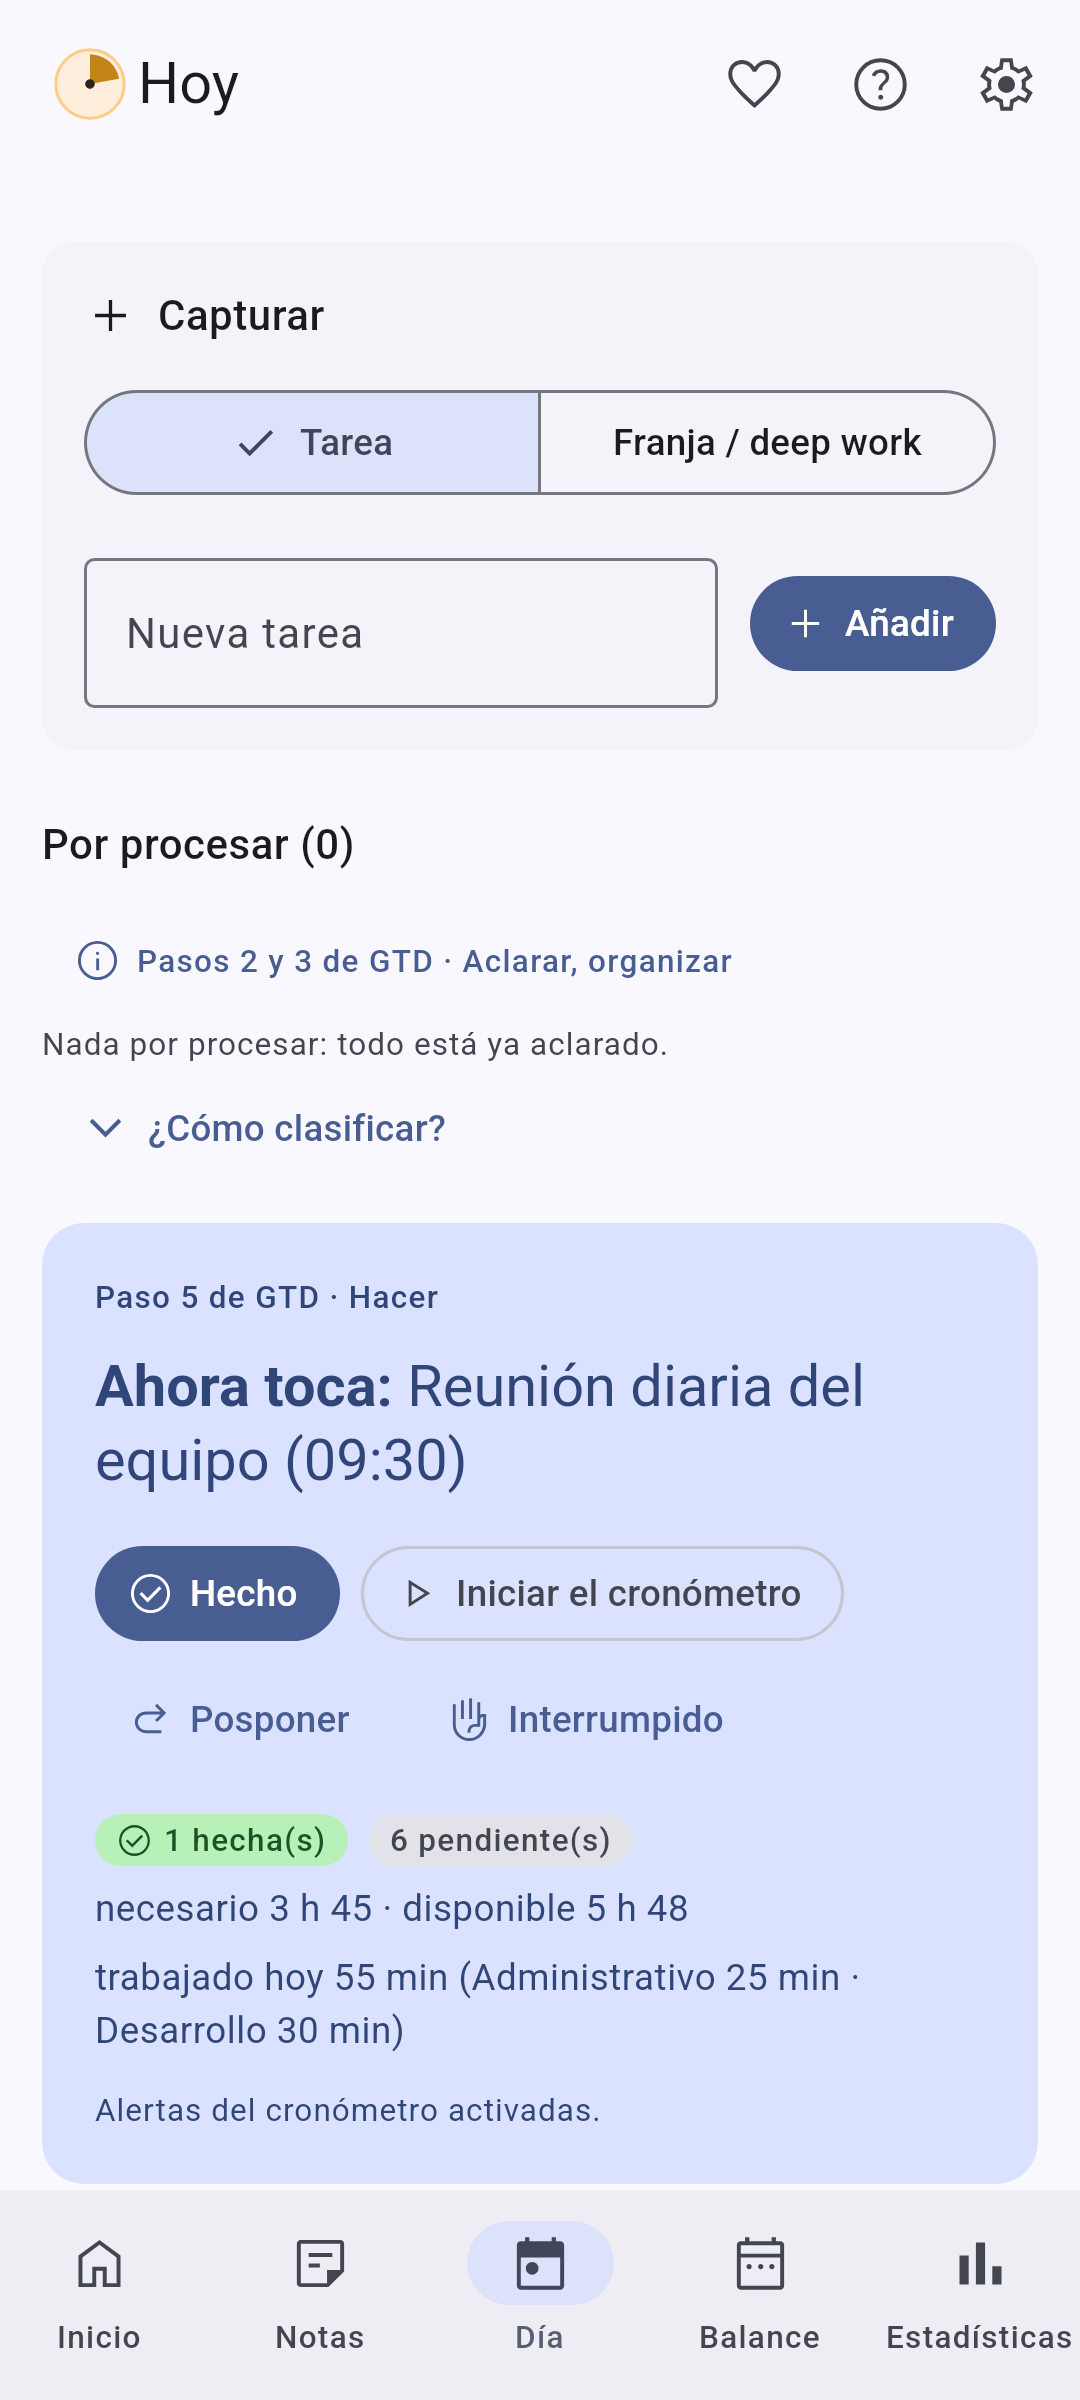 Hoy
Capturar
Tarea
Franja / deep work
Nueva tarea
Añadir
Por procesar (0)
Pasos 2 y 3 de GTD · Aclarar, organizar
Nada por procesar: todo está ya aclarado.
¿Cómo clasificar?
Paso 5 de GTD · Hacer
Ahora toca: Reunión diaria del
equipo (09:30)
Hecho
Iniciar el cronómetro
Posponer
Interrumpido
1 hecha(s)
6 pendiente(s)
necesario 3 h 45 · disponible 5 h 48
trabajado hoy 55 min (Administrativo 25 min ·
Desarrollo 30 min)
Alertas del cronómetro activadas.
Inicio
Notas
Día
Balance
Estadísticas